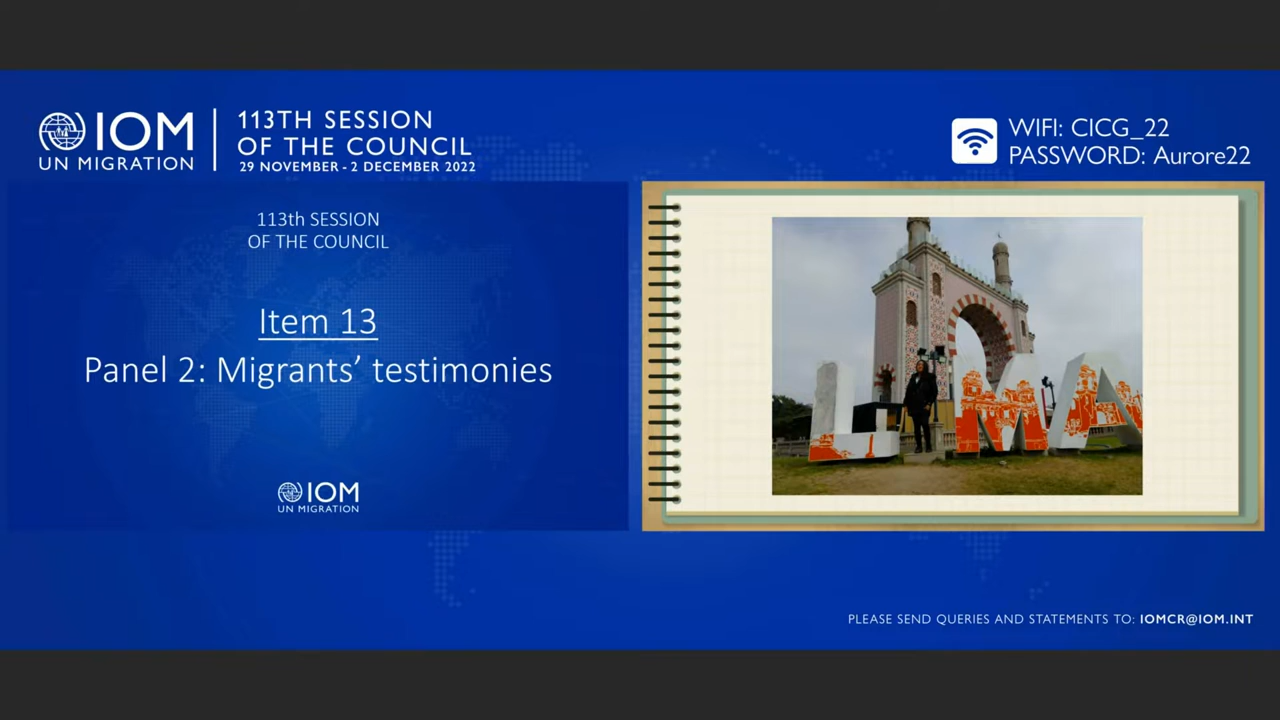 IOM
UN MIGRATION
113TH SESSION
OF THE COUNCIL
29 NOVEMBER - 2 DECEMBER 2022
WIFI: CICG_22
PASSWORD: Aurore22
113th SESSION
OF THE COUNCIL
Item 13
Panel 2: Migrants’ testimonies
IOM
UN MIGRATION
LIMA
PLEASE SEND QUERIES AND STATEMENTS TO: IOMCR@IOM.INT